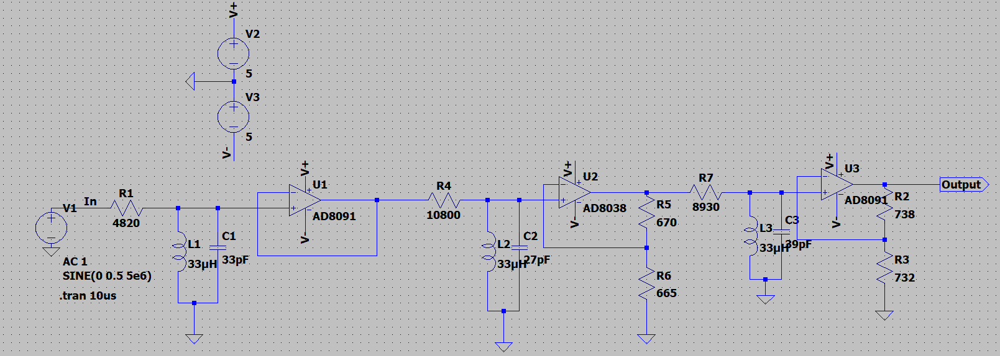 V+
V2
5
V3
5
V-
V1
In
R1
4820
L1
33µH
C1
33pF
V+
U1
AD8091
V-
R4
10800
L2
33µH
C2
27pF
V+
U2
AD8038
V-
R5
670
R6
665
R7
8930
L3
33µH
C3
39pF
V+
U3
AD8091
V-
Output
R2
738
R3
732
AC 1
SINE(0 0.5 5e6)
.tran 10us